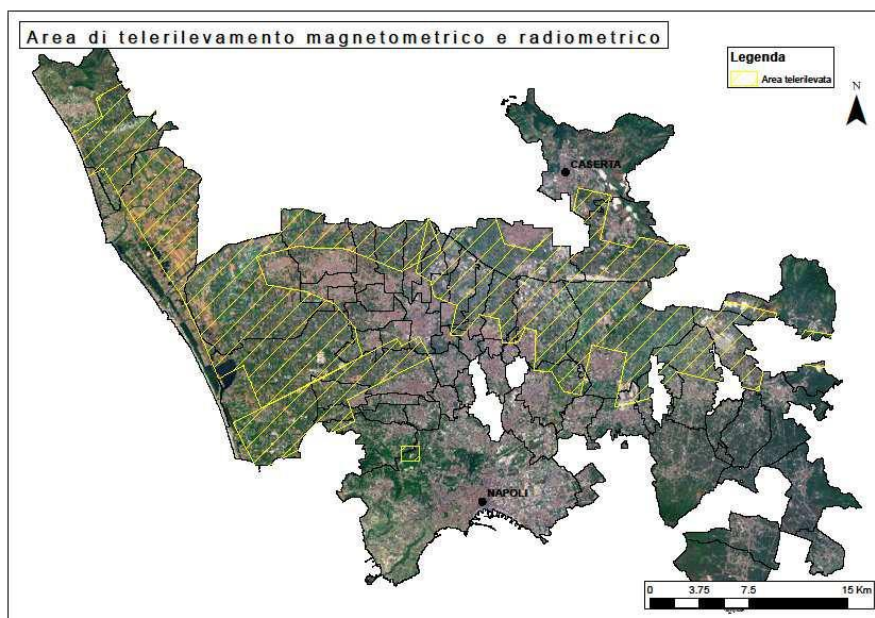 Area di telerilevamento magnetometrico e radiometrico
Legenda
Area telerilevata
N
CASERTA
NAPOLI
0 3.75 7.5 15 Km